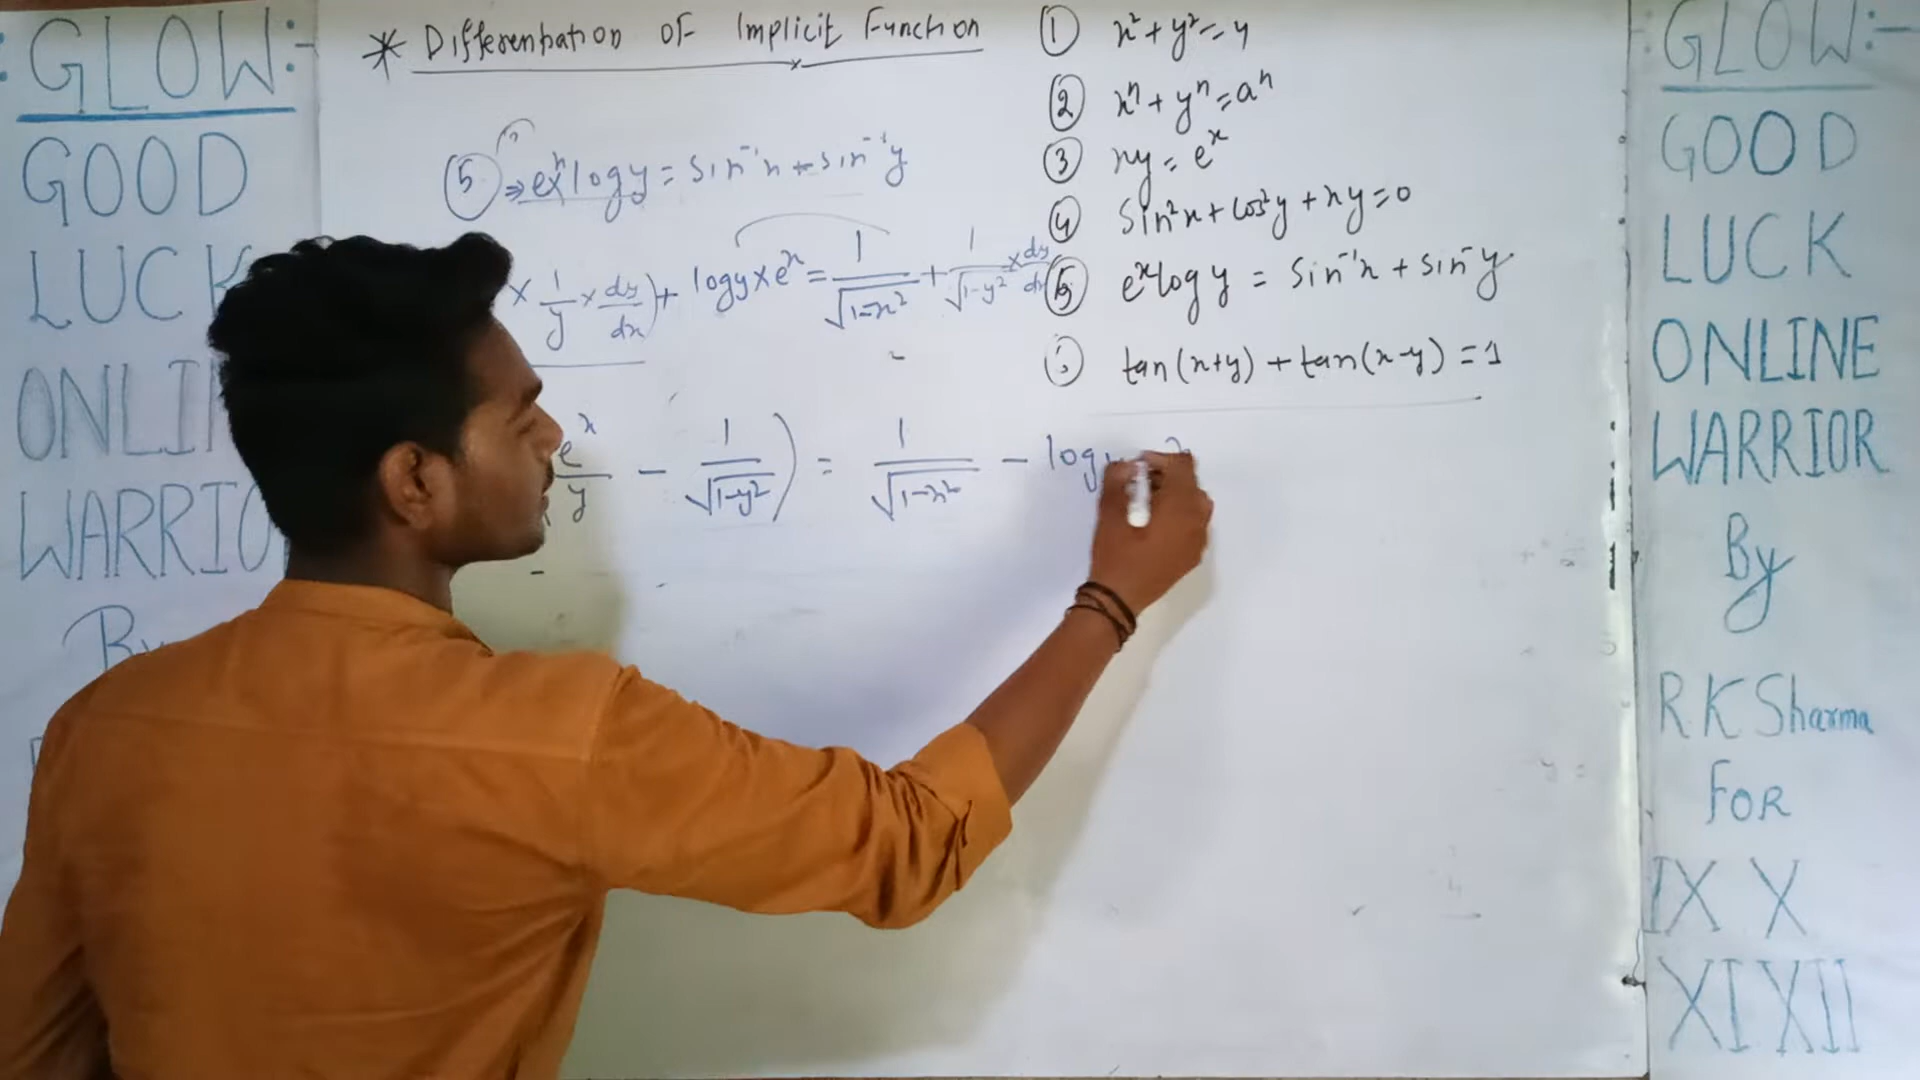 :GLOW:-
GOOD
LUCK
ONLI
WARRIO
By
* Differentiation OF Implicit Function
⑤ ⇒ e^x log y = sin⁻¹x + sin⁻¹y
× 1/y × dy/dx) + log y × e^x = 1/√1-x² + 1/√1-y² × dy/dx
e^x/y - 1/√1-y²) = 1/√1-x² - log
① x² + y² = 4
② xⁿ + yⁿ = aⁿ
③ xy = e^x
④ Sin²x + Cos²y + xy = 0
⑤ e^x log y = Sin⁻¹x + Sin⁻y
tan(x+y) + tan(x-y) = 1
GLOW:-
GOOD
LUCK
ONLINE
WARRIOR
By
RK Sharma
FOR
IX X
XI XII